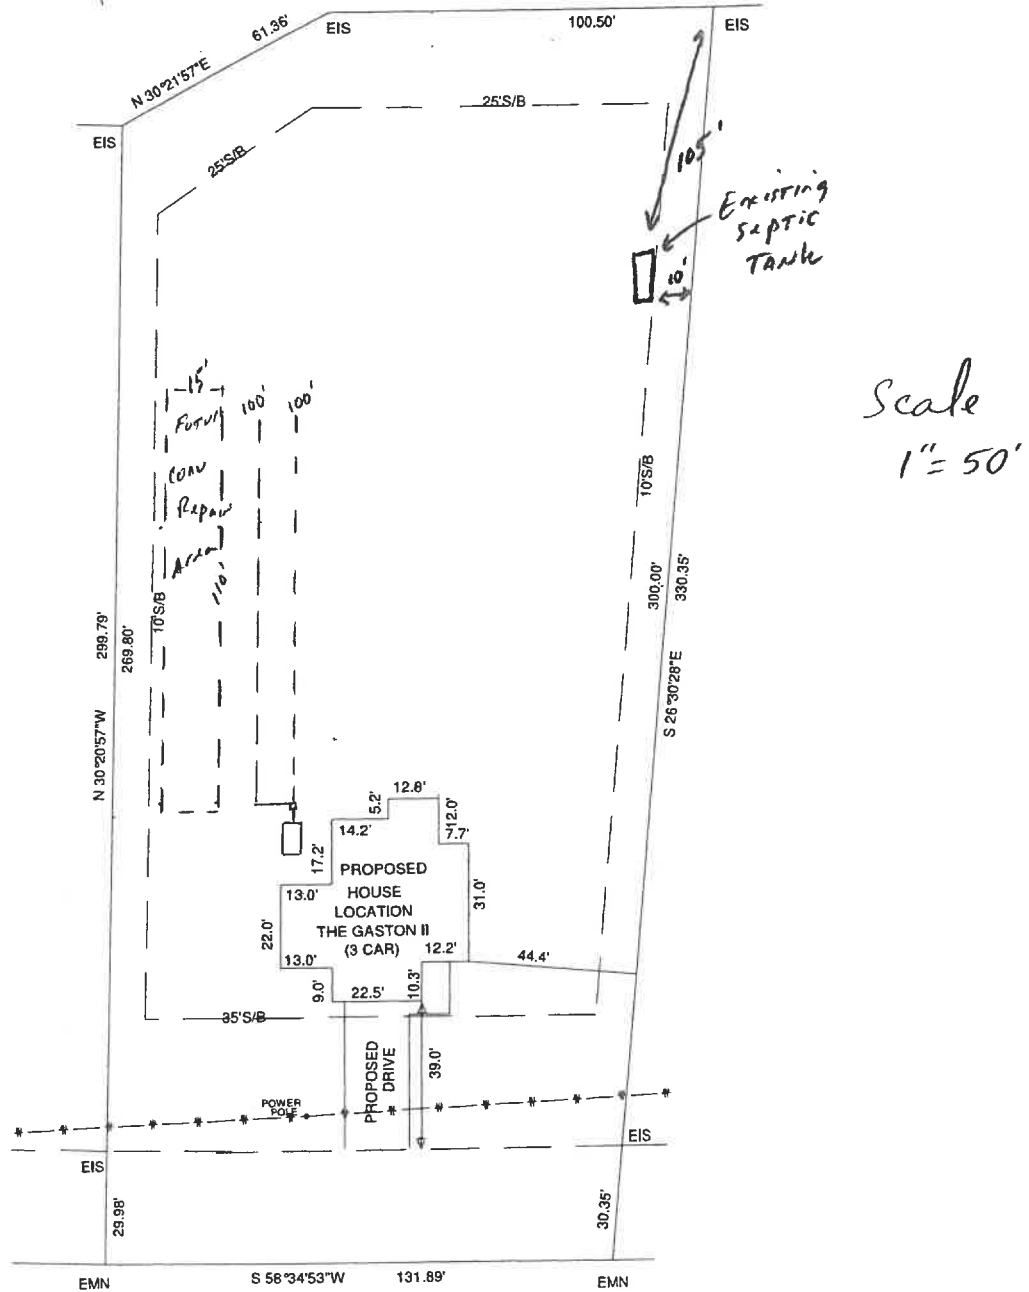 61.36'
EIS
100.50'
EIS
N 30°21'57"E
25'S/B
EIS
25'S/B
105'
Existing
Septic
TANK
10'
Scale
1" = 50'
15'
100'
100'
Futur
Conv
Repair
Area
110'
10'S/B
10'S/B
300.00'
330.35'
299.79'
269.80'
S 26°30'28"E
N 30°20'57"W
12.8'
5.2'
12.0'
14.2'
7.7'
17.2'
PROPOSED
HOUSE
LOCATION
THE GASTON II
(3 CAR)
13.0'
31.0'
22.0'
12.2'
44.4'
13.0'
9.0'
22.5'
10.3'
35'S/B
PROPOSED
DRIVE
39.0'
POWER
POLE
EIS
EIS
29.98'
30.35'
EMN
S 56°34'53"W
131.89'
EMN